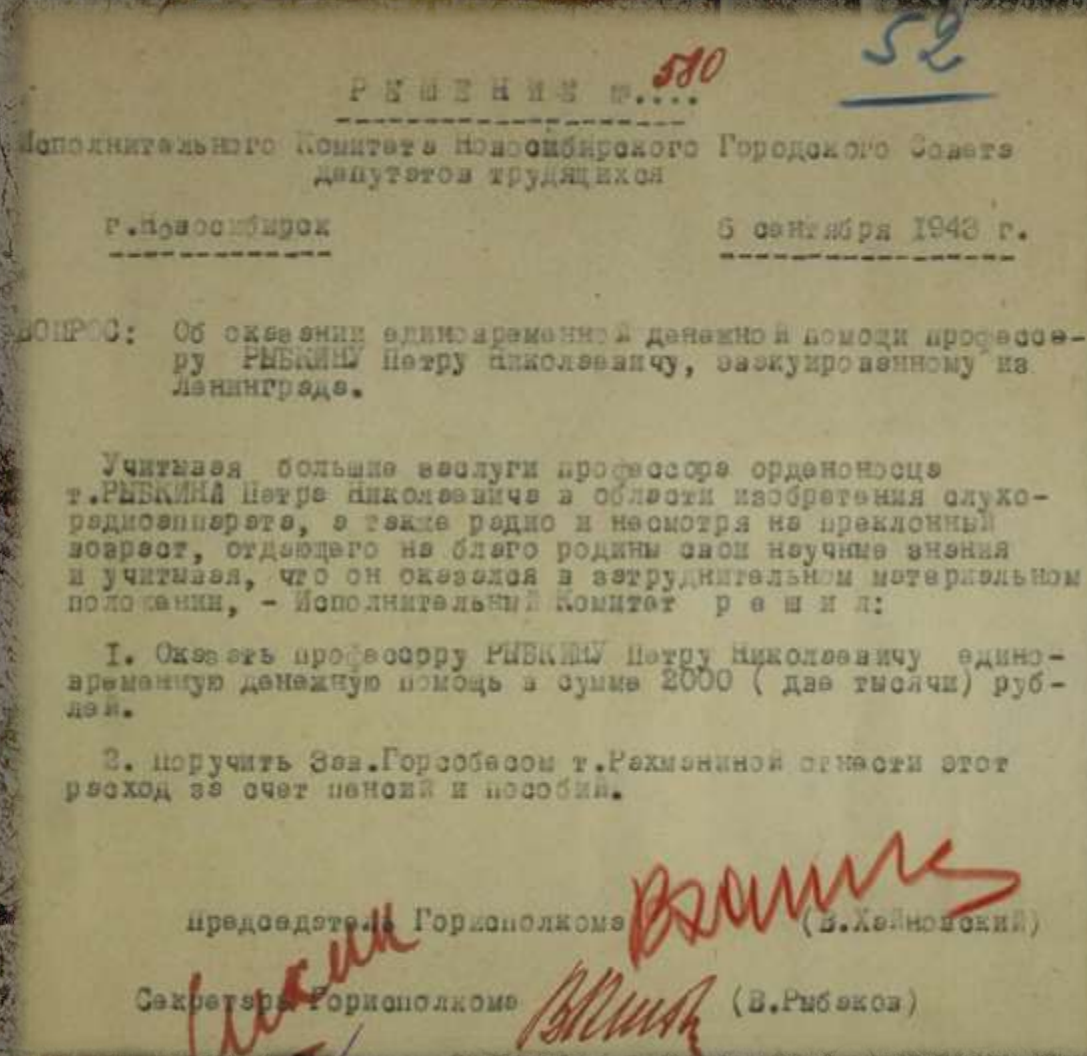 52
РЕШЕНИЕ №.... 580
Исполнительного Комитета Новосибирского Городского Совета
депутатов трудящихся
г.Новосибирск 6 сентября 1943 г.
ВОПРОС: Об оказании единовременной денежной помощи профессо-
ру РЫБКИНУ Петру Николаевичу, эвакуированному из
Ленинграда.
Учитывая большие заслуги профессора орденоносца
т.РЫБКИНА Петра Николаевича в области изобретения слухо-
радиоаппарата, а также радио и несмотря на преклонный
возраст, отдающего на благо родины свои научные знания
и учитывая, что он оказался в затруднительном материальном
положении, - Исполнительный Комитет р е ш и л:
I. Оказать профессору РЫБКИНУ Петру Николаевичу едино-
временную денежную помощь в сумме 2000 ( две тысячи) руб-
лей.
2. Поручить Зав.Горсобесом т.Рахманиной отнести этот
расход за счет пенсий и пособий.
Председатель Горисполкома (В.Хайновский)
Секретарь Горисполкома (В.Рыбаков)